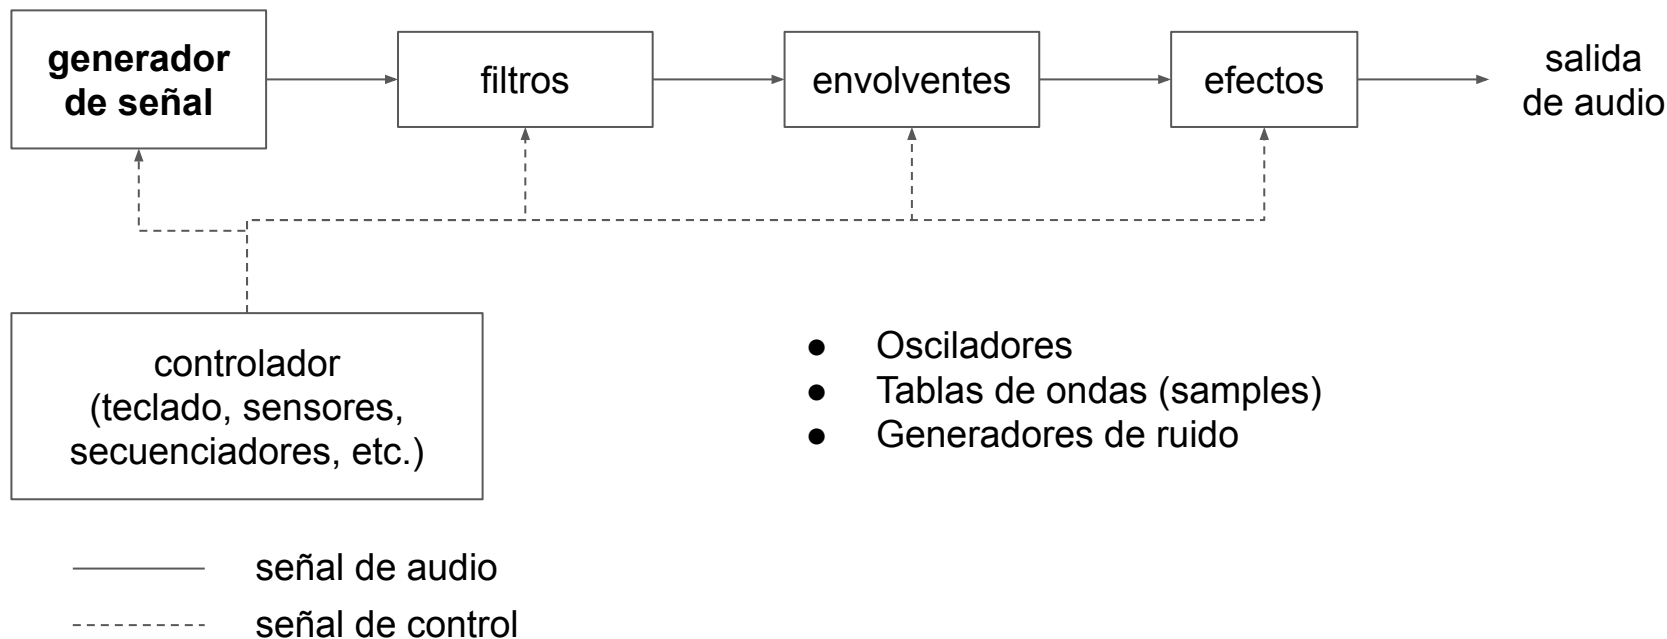 generador
de señal
filtros
envolventes
efectos
salida
de audio
controlador
(teclado, sensores,
secuenciadores, etc.)
● Osciladores
● Tablas de ondas (samples)
● Generadores de ruido
señal de audio
señal de control